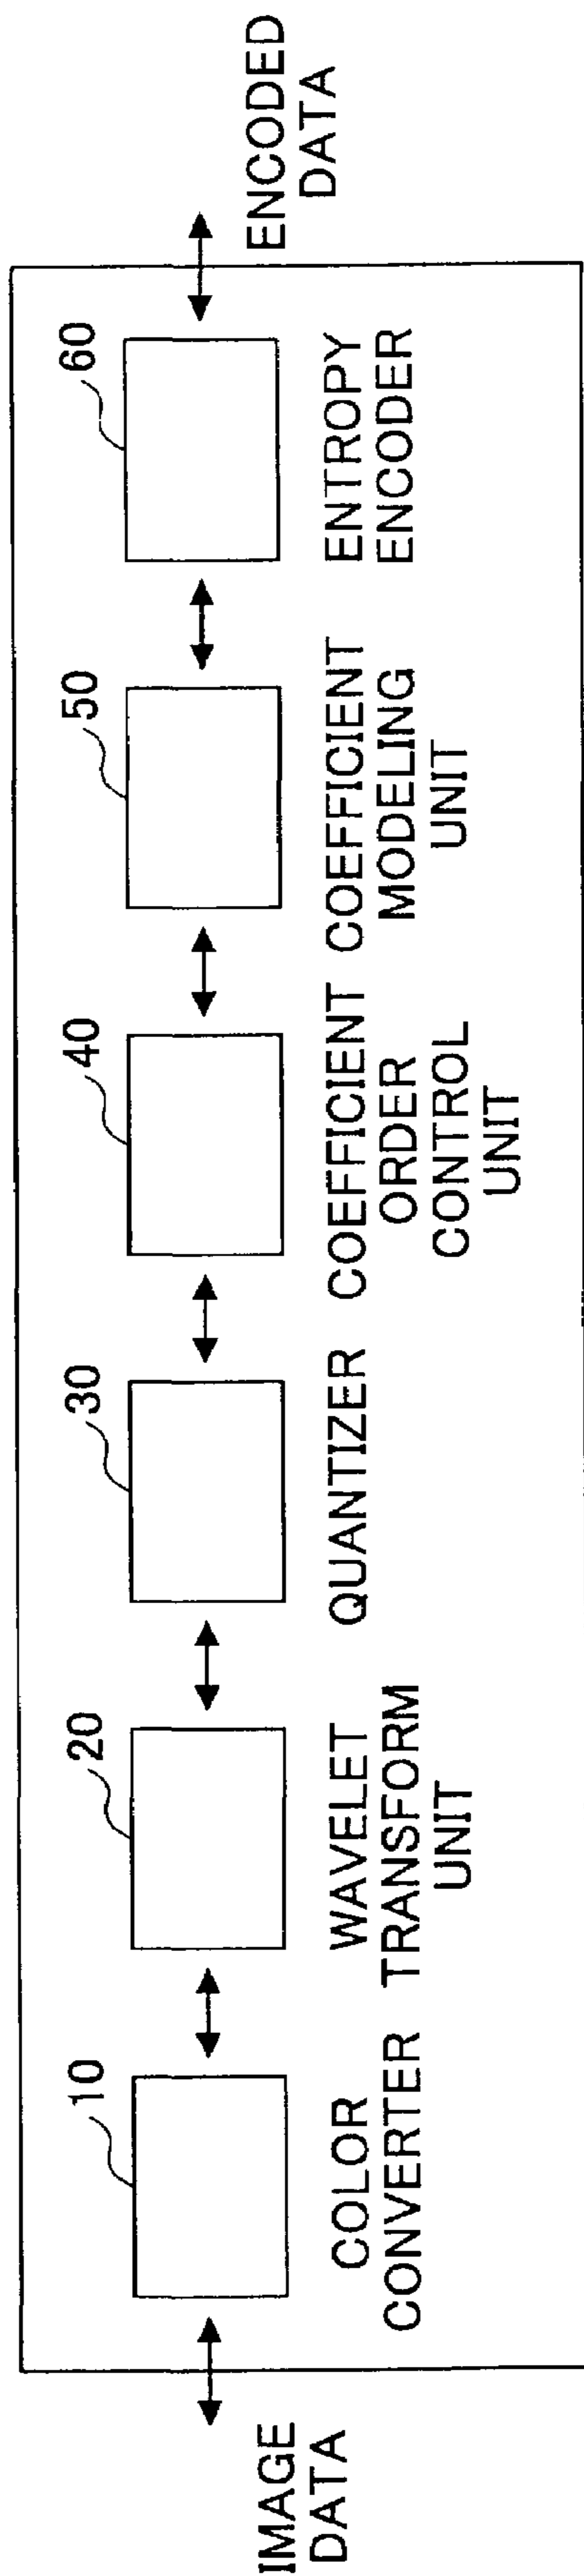 IMAGE
DATA
10
COLOR
CONVERTER
20
WAVELET
TRANSFORM
UNIT
30
QUANTIZER
40
COEFFICIENT
ORDER
CONTROL
UNIT
50
COEFFICIENT
MODELING
UNIT
60
ENTROPY
ENCODER
ENCODED
DATA